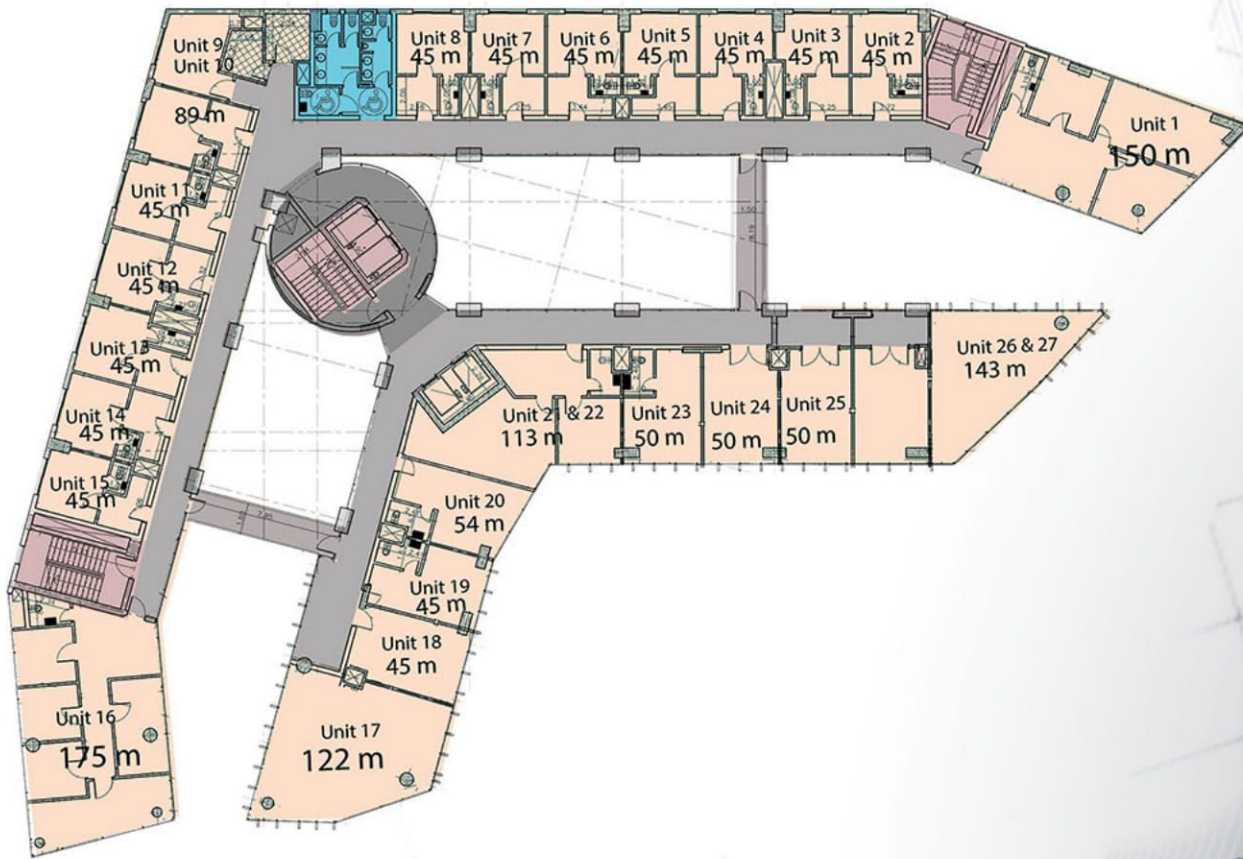 Unit 9
Unit 10
89 m
Unit 8
45 m
Unit 7
45 m
Unit 6
45 m
Unit 5
45 m
Unit 4
45 m
Unit 3
45 m
Unit 2
45 m
Unit 1
150 m
Unit 11
45 m
Unit 12
45 m
Unit 13
45 m
Unit 14
45 m
Unit 15
45 m
Unit 16
175 m
Unit 17
122 m
Unit 18
45 m
Unit 19
45 m
Unit 20
54 m
Unit 21 & 22
113 m
Unit 23
50 m
Unit 24
50 m
Unit 25
50 m
Unit 26 & 27
143 m
2.25